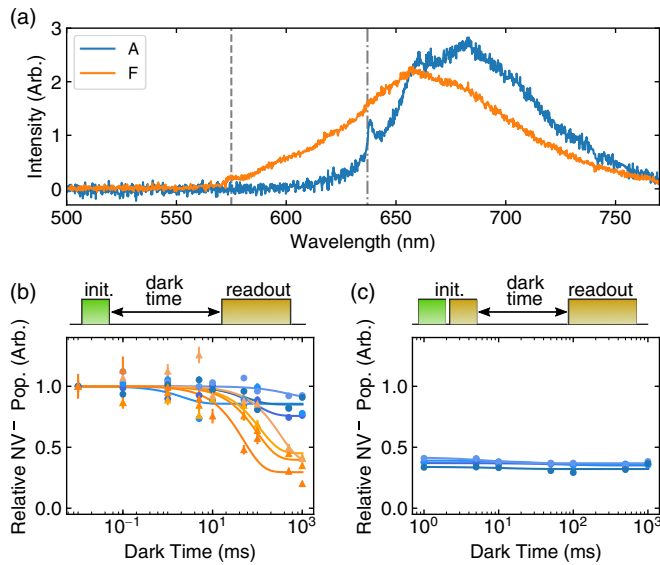 (a)
A
F
Intensity (Arb.)
3
2
1
0
500 550 600 650 700 750
Wavelength (nm)
(b)
init.
dark
time
readout
Relative NV⁻ Pop. (Arb.)
1.0
0.5
0.0
10⁻¹ 10¹ 10³
Dark Time (ms)
(c)
init.
dark
time
readout
Relative NV⁻ Pop. (Arb.)
1.0
0.5
0.0
10⁰ 10¹ 10² 10³
Dark Time (ms)